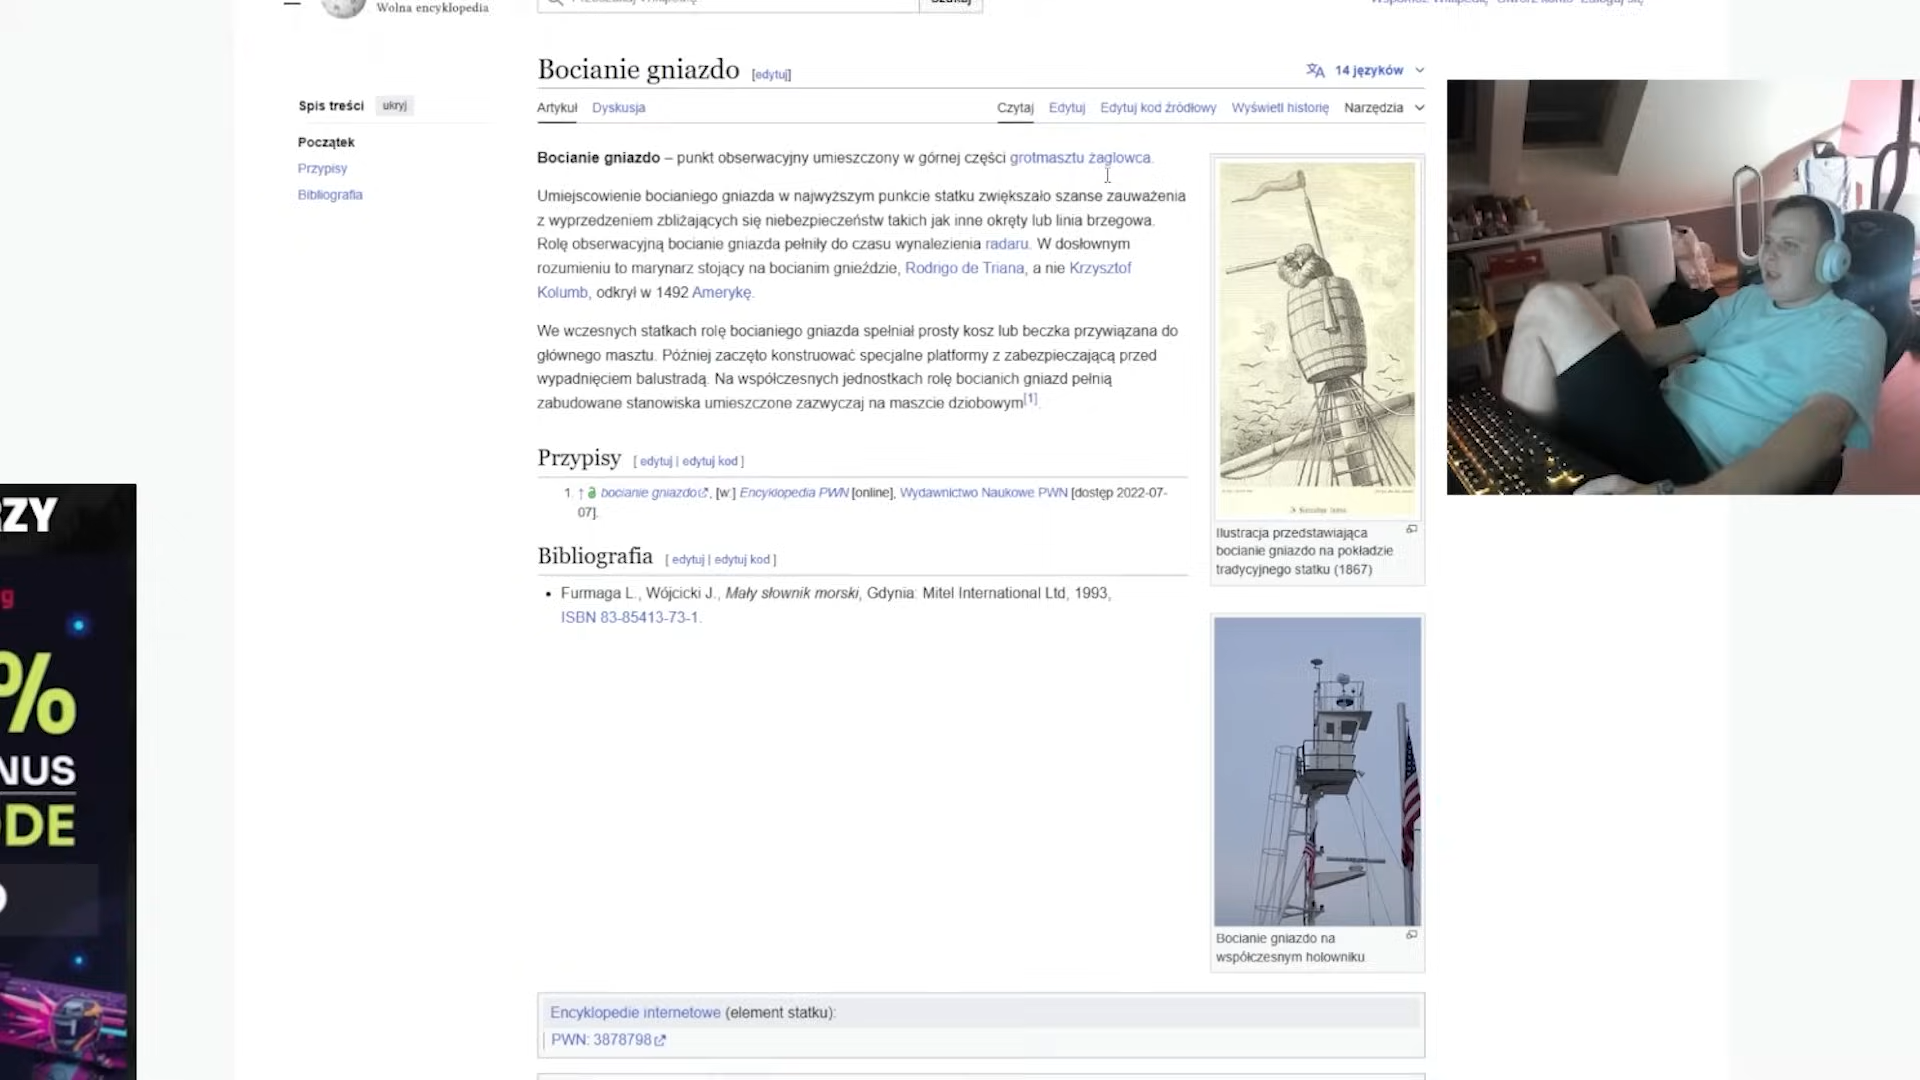 Wolna encyklopedia
Szukaj
Bocianie gniazdo [edytuj]
14 języków
Spis treści ukryj
Początek
Przypisy
Bibliografia
Artykuł Dyskusja
Czytaj Edytuj Edytuj kod źródłowy Wyświetl historię Narzędzia
Bocianie gniazdo – punkt obserwacyjny umieszczony w górnej części grotmasztu żaglowca.
Umiejscowienie bocianiego gniazda w najwyższym punkcie statku zwiększało szanse zauważenia
z wyprzedzeniem zbliżających się niebezpieczeństw takich jak inne okręty lub linia brzegowa.
Rolę obserwacyjną bocianie gniazda pełniły do czasu wynalezienia radaru. W dosłownym
rozumieniu to marynarz stojący na bocianim gnieździe, Rodrigo de Triana, a nie Krzysztof
Kolumb, odkrył w 1492 Amerykę.
We wczesnych statkach rolę bocianiego gniazda spełniał prosty kosz lub beczka przywiązana do
głównego masztu. Później zaczęto konstruować specjalne platformy z zabezpieczającą przed
wypadnięciem balustradą. Na współczesnych jednostkach rolę bocianich gniazd pełnią
zabudowane stanowiska umieszczone zazwyczaj na maszcie dziobowym[1].
Przypisy [ edytuj | edytuj kod ]
1. ↑ bocianie gniazdo, [w:] Encyklopedia PWN [online], Wydawnictwo Naukowe PWN [dostęp 2022-07-
07].
Bibliografia [ edytuj | edytuj kod ]
• Furmaga L., Wójcicki J., Mały słownik morski, Gdynia: Mitel International Ltd, 1993,
ISBN 83-85413-73-1.
Ilustracja przedstawiająca
bocianie gniazdo na pokładzie
tradycyjnego statku (1867)
Bocianie gniazdo na
współczesnym holowniku
Encyklopedie internetowe (element statku):
PWN: 3878798
RZY
g
%
NUS
ODE